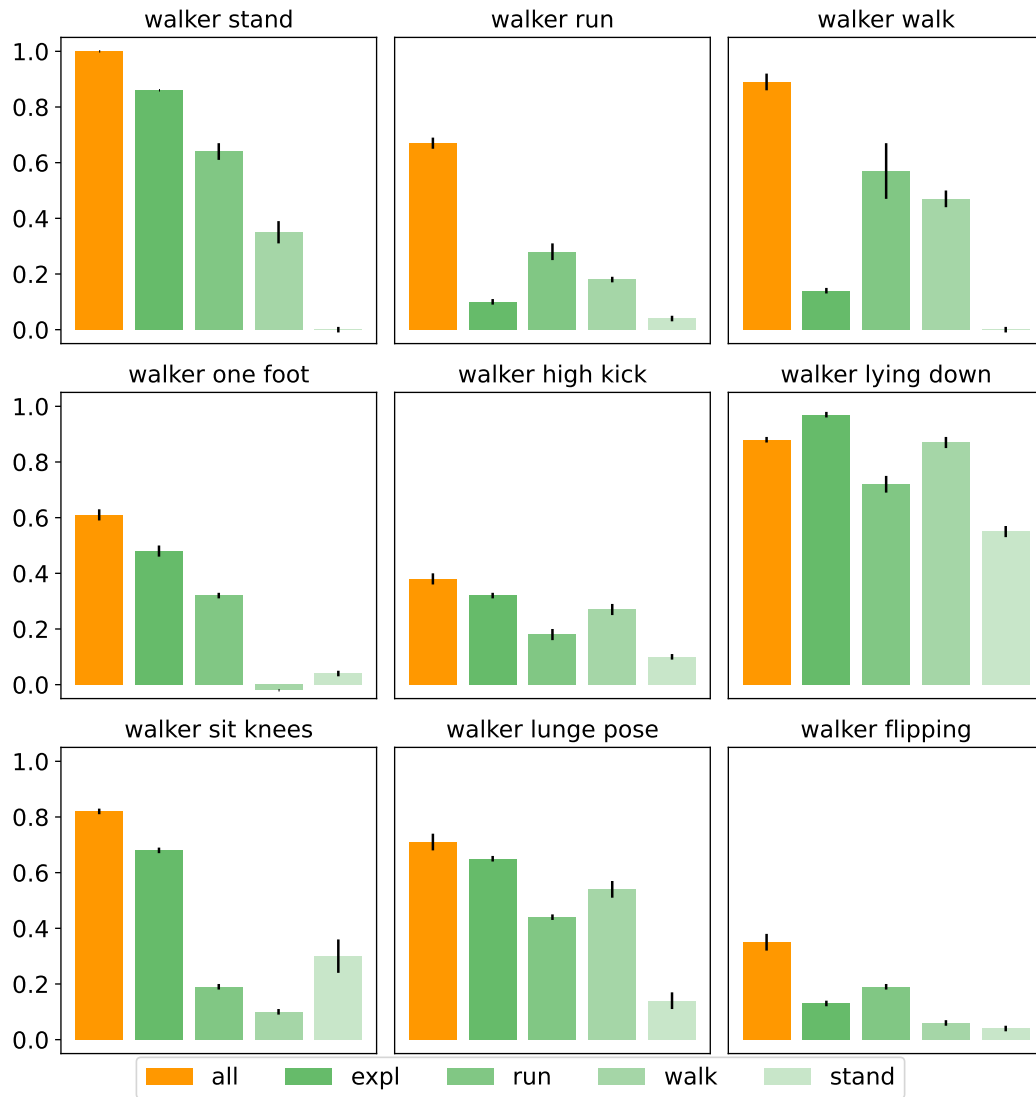 walker stand
walker run
walker walk
1.0
0.8
0.6
0.4
0.2
0.0
walker one foot
walker high kick
walker lying down
1.0
0.8
0.6
0.4
0.2
0.0
walker sit knees
walker lunge pose
walker flipping
1.0
0.8
0.6
0.4
0.2
0.0
all
expl
run
walk
stand